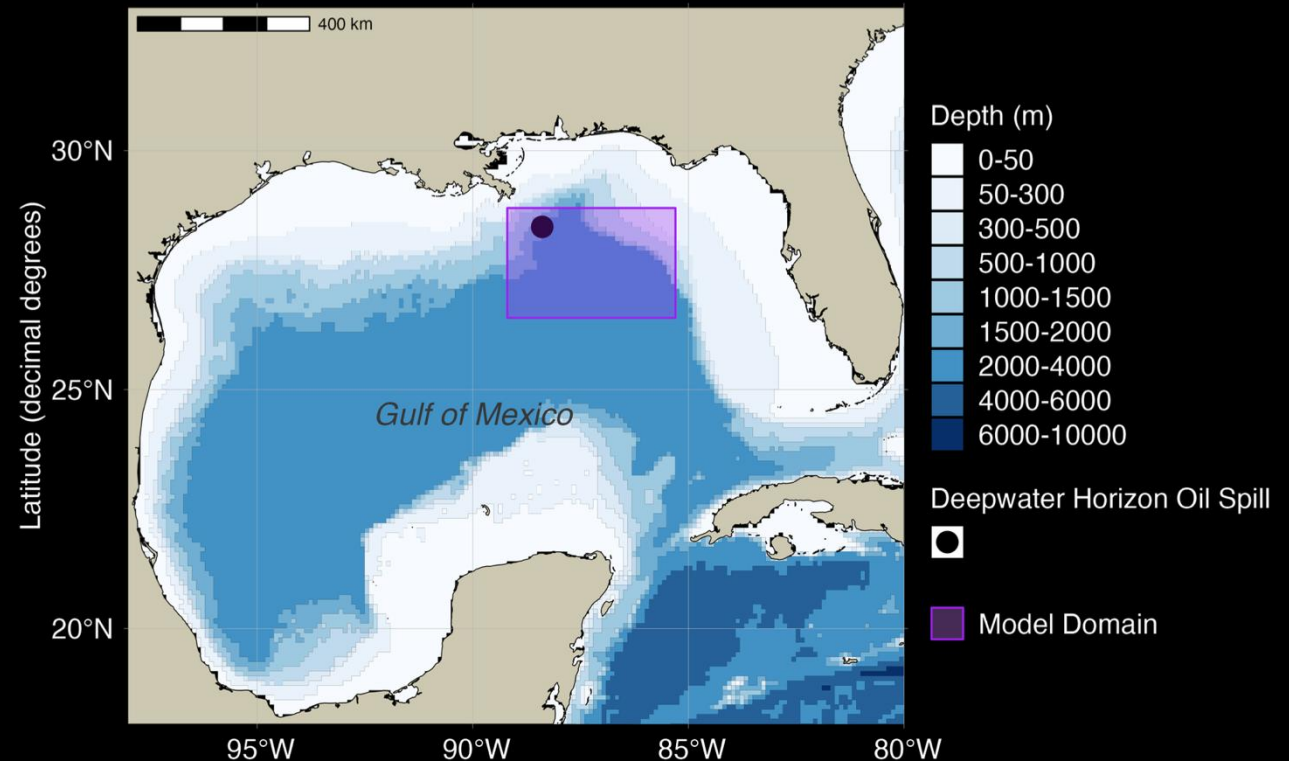 400 km
30°N
25°N
20°N
Latitude (decimal degrees)
Gulf of Mexico
95°W
90°W
85°W
80°W
Depth (m)
0-50
50-300
300-500
500-1000
1000-1500
1500-2000
2000-4000
4000-6000
6000-10000
Deepwater Horizon Oil Spill
Model Domain